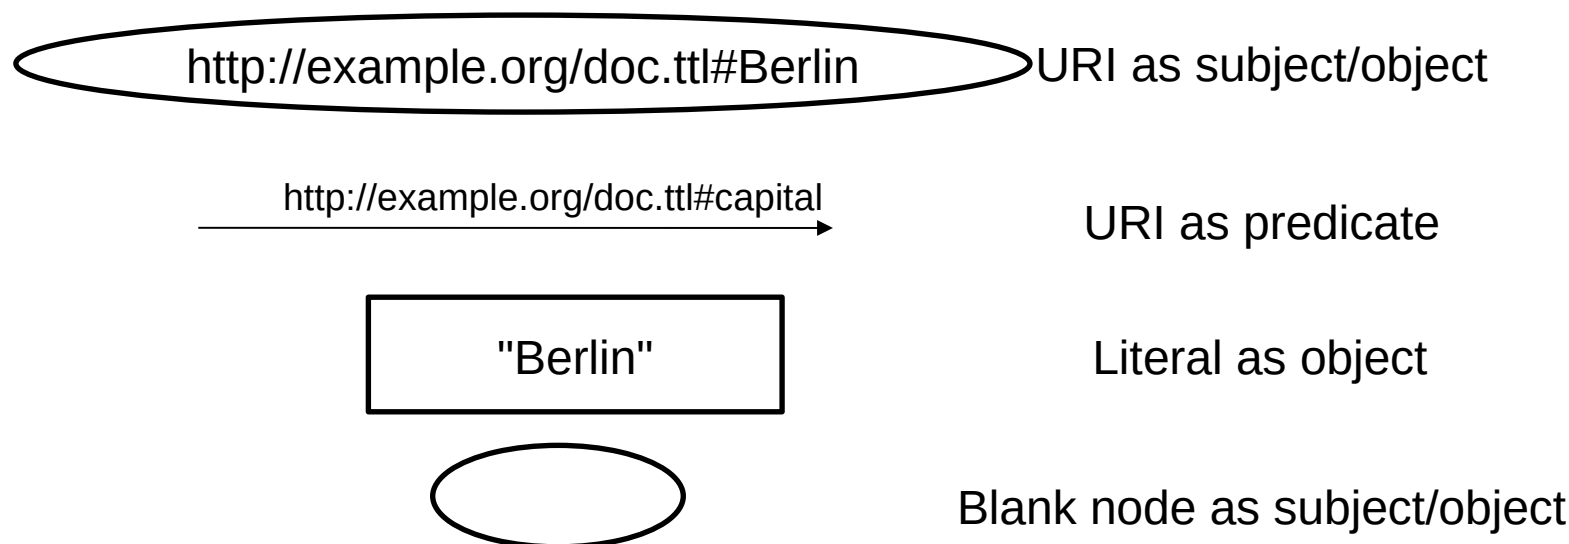 http://example.org/doc.ttl#Berlin URI as subject/object
http://example.org/doc.ttl#capital
URI as predicate
"Berlin" Literal as object
Blank node as subject/object